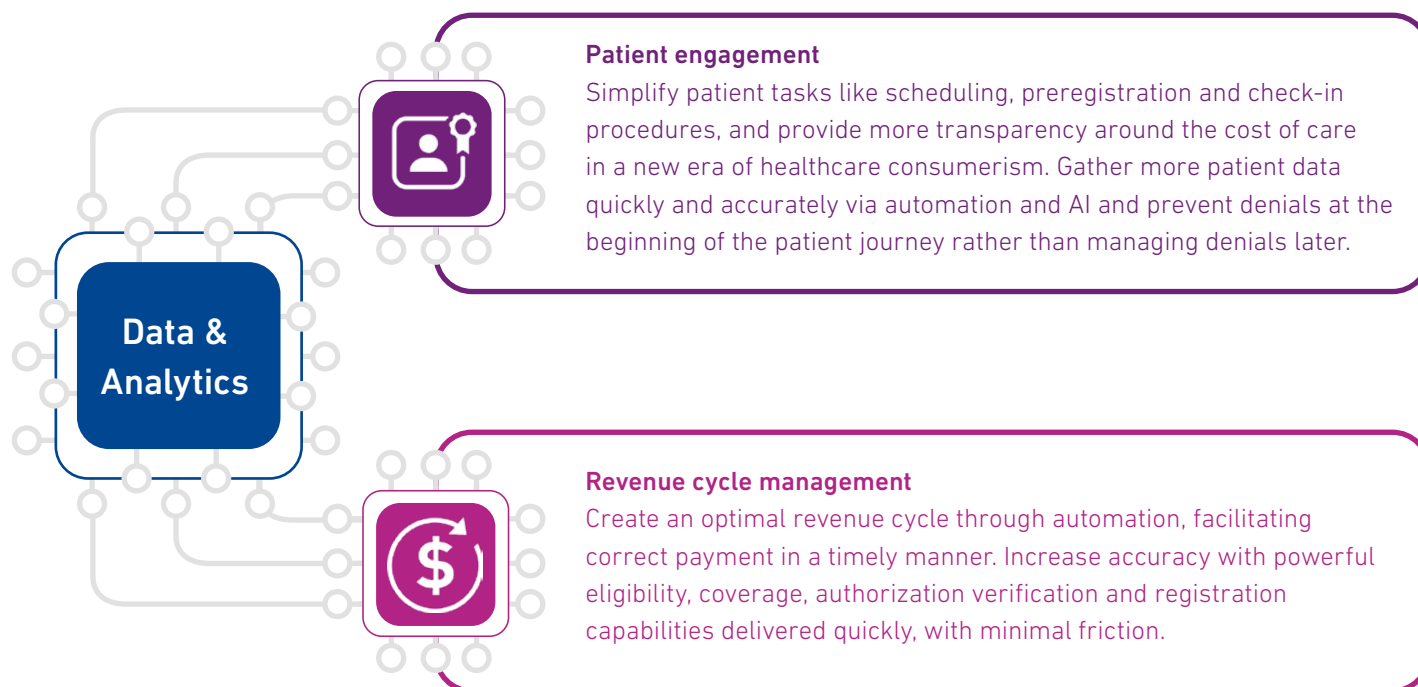 Patient engagement
Simplify patient tasks like scheduling, preregistration and check-in
procedures, and provide more transparency around the cost of care
in a new era of healthcare consumerism. Gather more patient data
quickly and accurately via automation and AI and prevent denials at the
beginning of the patient journey rather than managing denials later.
Data &
Analytics
Revenue cycle management
Create an optimal revenue cycle through automation, facilitating
correct payment in a timely manner. Increase accuracy with powerful
eligibility, coverage, authorization verification and registration
capabilities delivered quickly, with minimal friction.
$